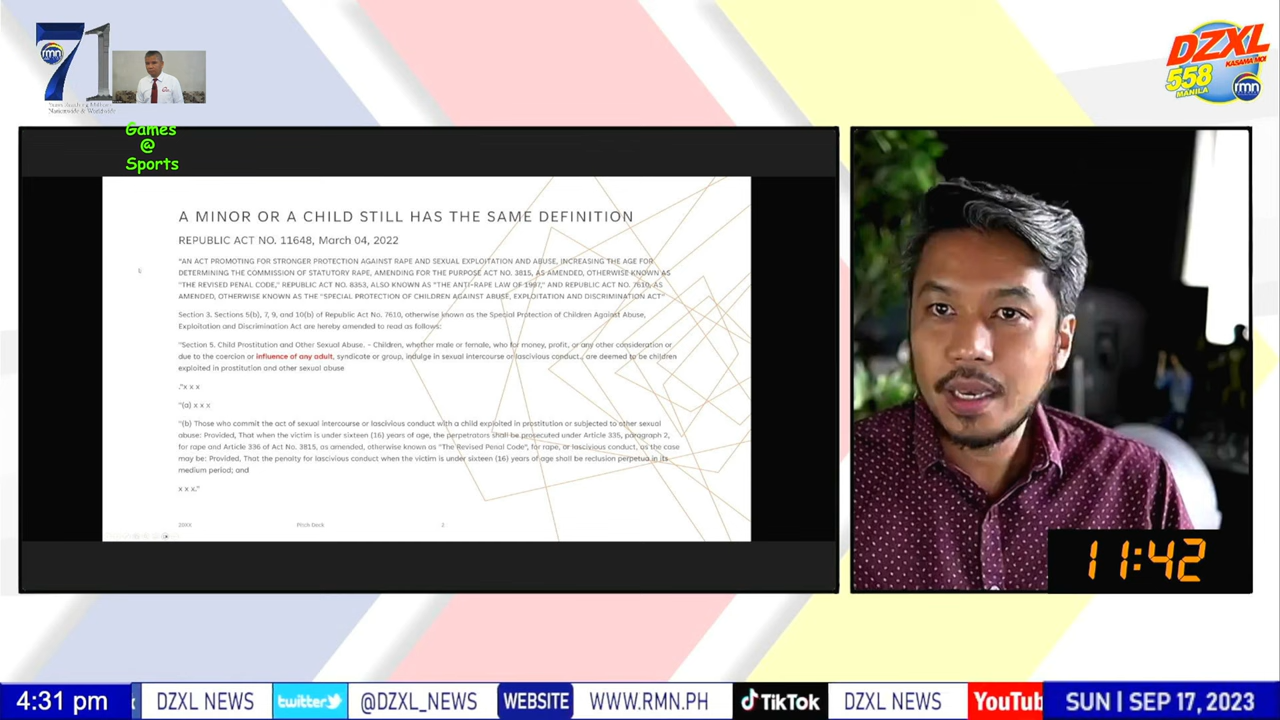 71
rmn
Nationwide & Worldwide
DZXL
KASAMA MO!
558
MANILA
rmn
Games
@
Sports
A MINOR OR A CHILD STILL HAS THE SAME DEFINITION
REPUBLIC ACT NO. 11648, March 04, 2022
"AN ACT PROMOTING FOR STRONGER PROTECTION AGAINST RAPE AND SEXUAL EXPLOITATION AND ABUSE, INCREASING THE AGE FOR
DETERMINING THE COMMISSION OF STATUTORY RAPE, AMENDING FOR THE PURPOSE ACT NO. 3815, AS AMENDED, OTHERWISE KNOWN AS
"THE REVISED PENAL CODE," REPUBLIC ACT NO. 8353, ALSO KNOWN AS "THE ANTI-RAPE LAW OF 1997," AND REPUBLIC ACT NO. 7610, AS
AMENDED, OTHERWISE KNOWN AS THE "SPECIAL PROTECTION OF CHILDREN AGAINST ABUSE, EXPLOITATION AND DISCRIMINATION ACT"
Section 3. Sections 5(b), 7, 9, and 10(b) of Republic Act No. 7610, otherwise known as the Special Protection of Children Against Abuse,
Exploitation and Discrimination Act are hereby amended to read as follows:
"Section 5. Child Prostitution and Other Sexual Abuse. - Children, whether male or female, who for money, profit, or any other consideration or
due to the coercion or influence of any adult, syndicate or group, indulge in sexual intercourse or lascivious conduct, are deemed to be children
exploited in prostitution and other sexual abuse
."x x x
"(a) x x x
"(b) Those who commit the act of sexual intercourse or lascivious conduct with a child exploited in prostitution or subjected to other sexual
abuse: Provided, That when the victim is under sixteen (16) years of age, the perpetrators shall be prosecuted under Article 335, paragraph 2,
for rape and Article 336 of Act No. 3815, as amended, otherwise known as "The Revised Penal Code", for rape, or lascivious conduct, as the case
may be: Provided, That the penalty for lascivious conduct when the victim is under sixteen (16) years of age shall be reclusion perpetua in its
medium period; and
x x x."
20XX Pitch Deck 2
11:42
4:31 pm DZXL NEWS twitter @DZXL_NEWS WEBSITE WWW.RMN.PH TikTok DZXL NEWS YouTub SUN | SEP 17, 2023